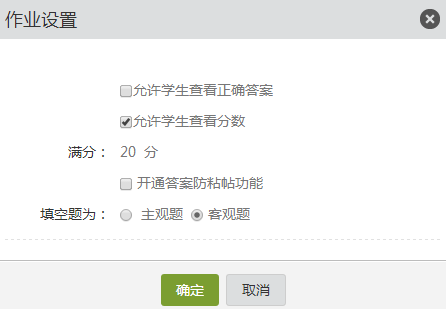 作业设置
允许学生查看正确答案
允许学生查看分数
满分： 20 分
开通答案防粘帖功能
填空题为： 主观题 客观题
确定 取消